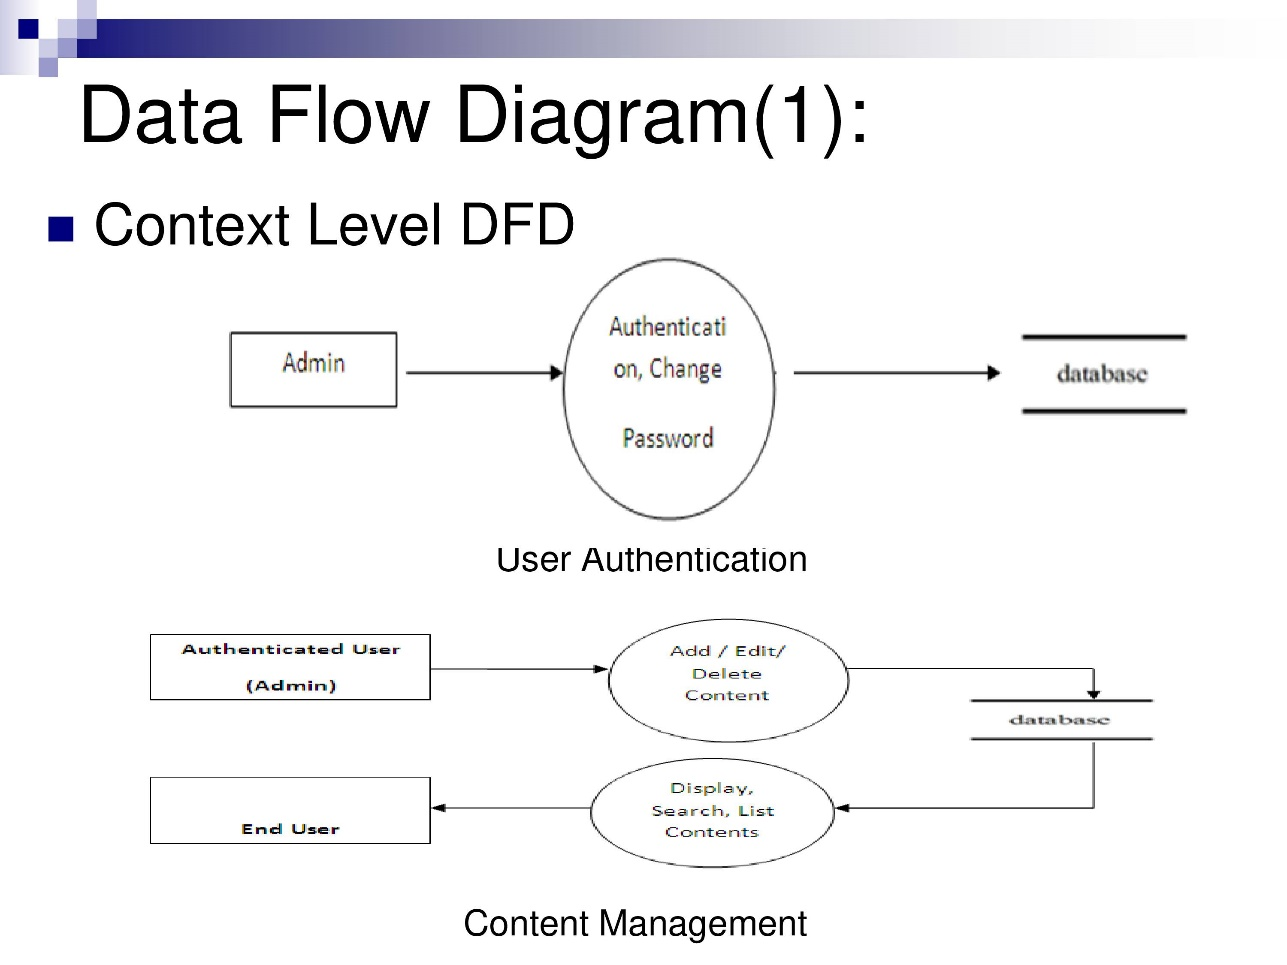 Data Flow Diagram(1):
Context Level DFD
Admin
Authenticati
on, Change
Password
database
User Authentication
Authenticated User
(Admin)
Add / Edit/
Delete
Content
database
Display,
Search, List
Contents
End User
Content Management